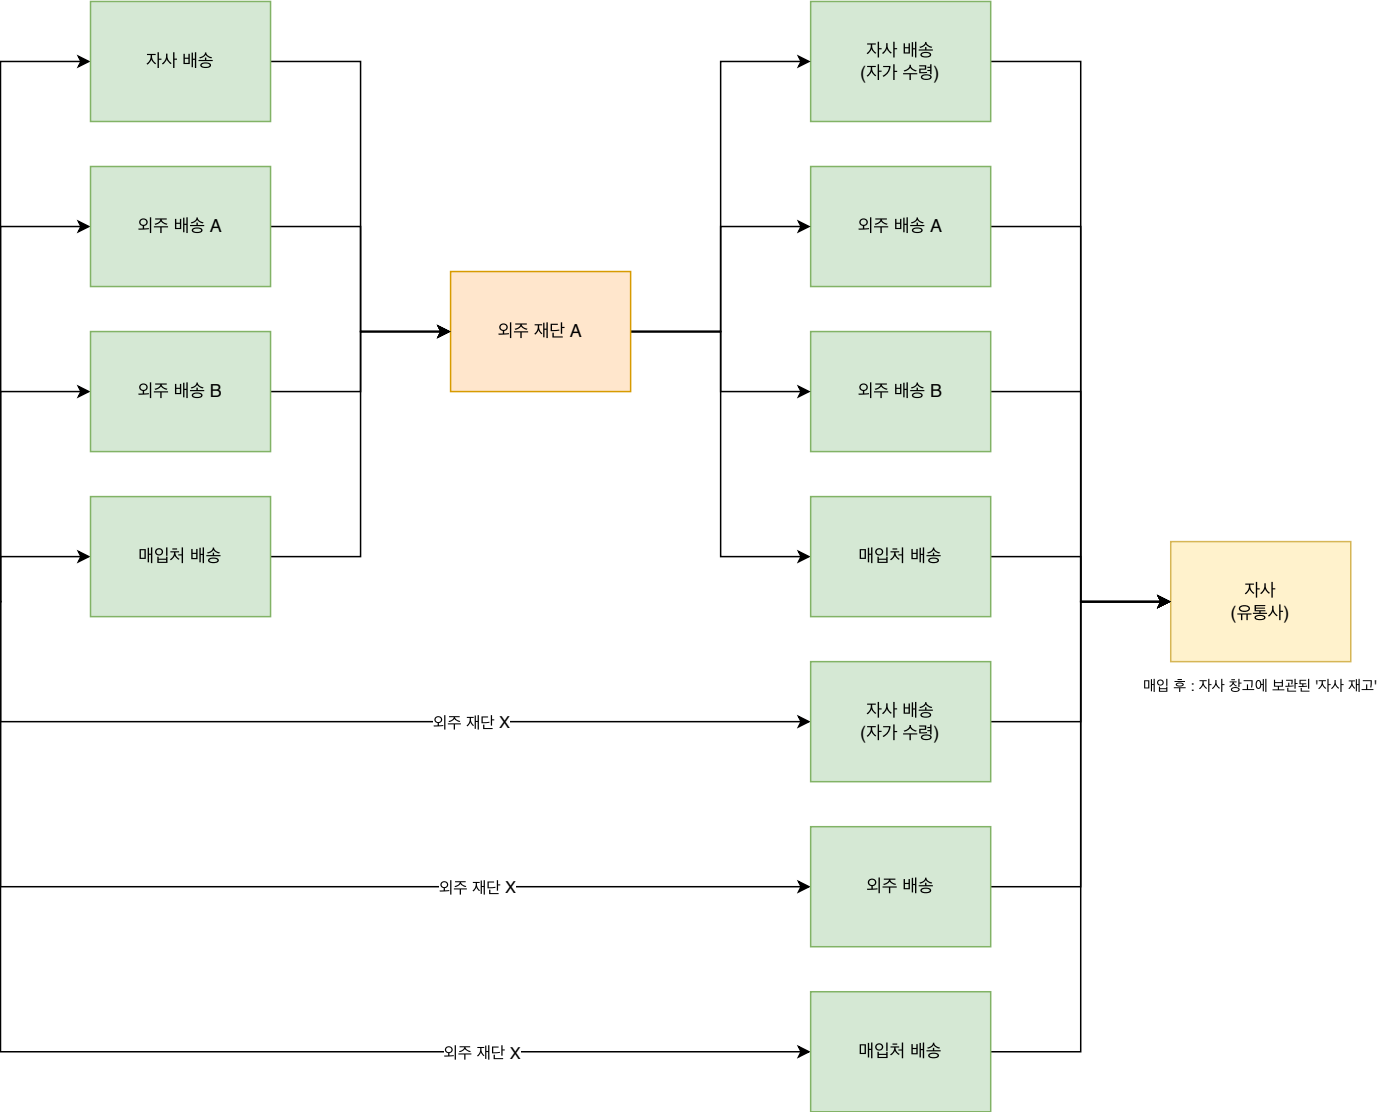 자사 배송
외주 배송 A
외주 배송 B
매입처 배송
외주 재단 A
자사 배송
(자가 수령)
외주 배송 A
외주 배송 B
매입처 배송
외주 재단 X
자사 배송
(자가 수령)
외주 재단 X
외주 배송
외주 재단 X
매입처 배송
자사
(유통사)
매입 후 : 자사 창고에 보관된 '자사 재고'